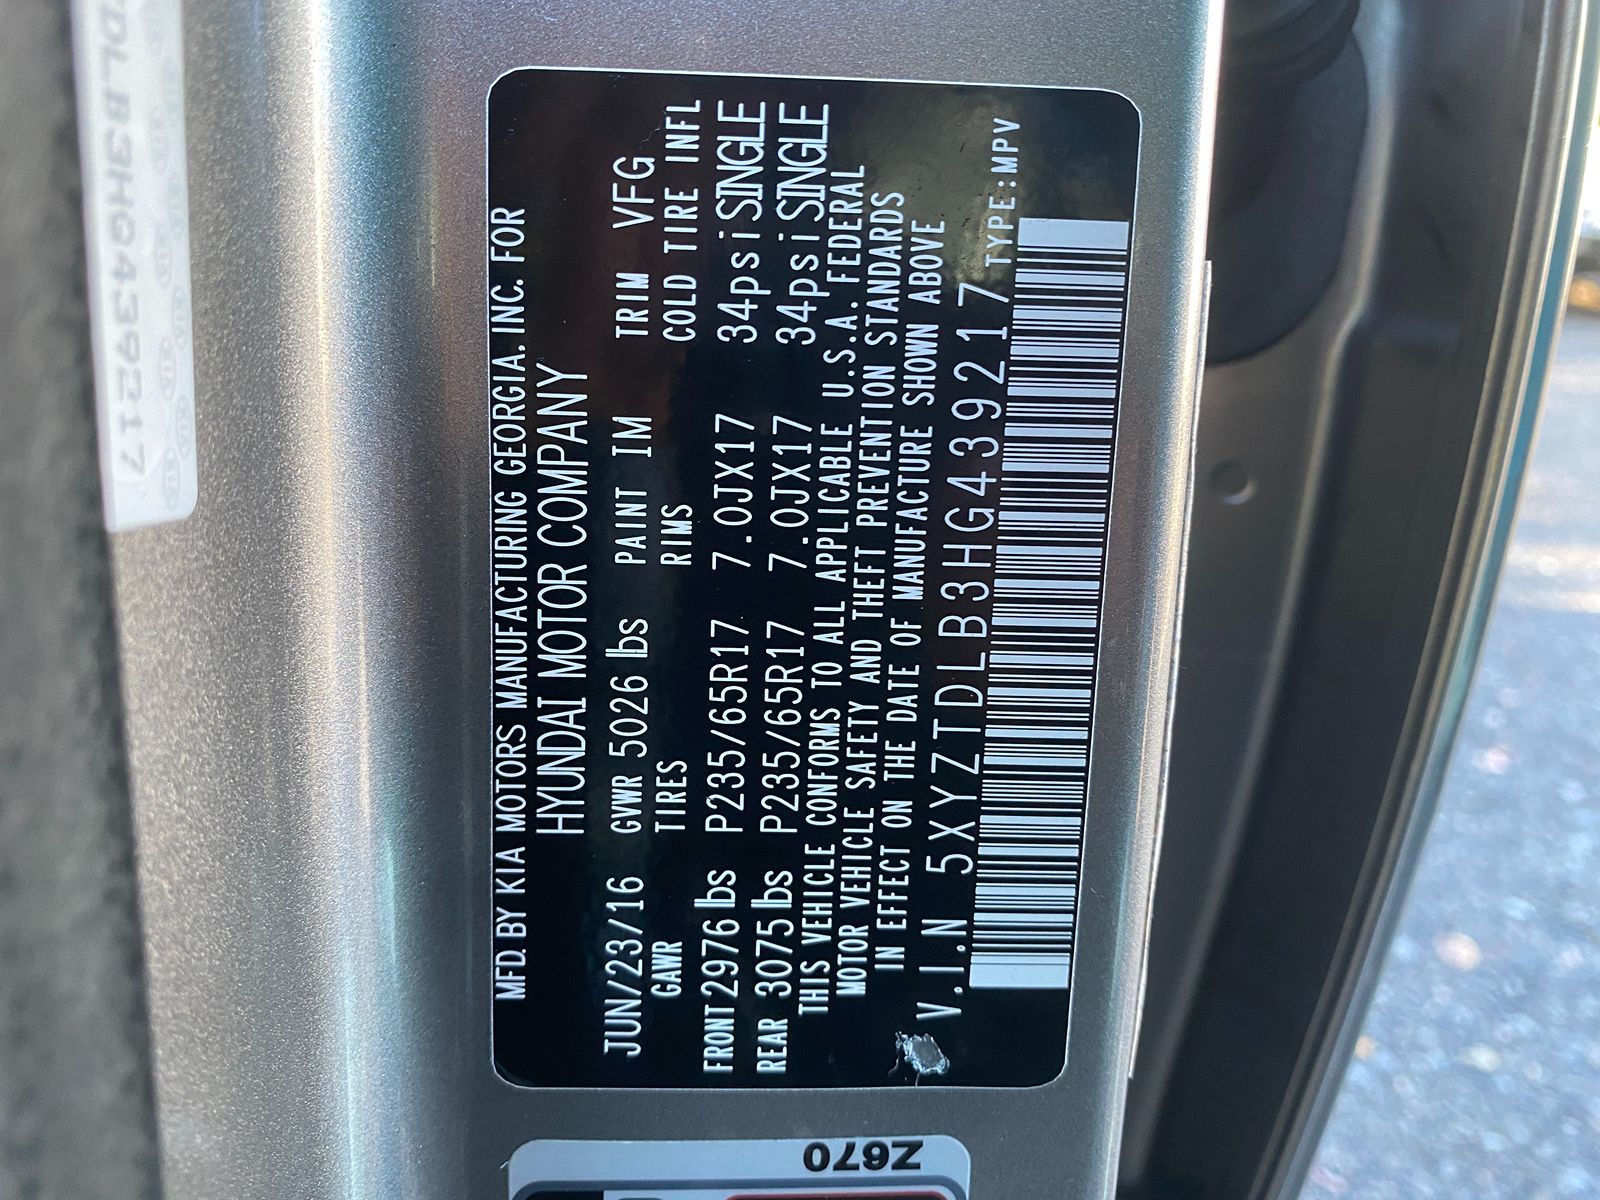 MFD. BY KIA MOTORS MANUFACTURING GEORGIA, INC. FOR
HYUNDAI MOTOR COMPANY
JUN/23/16 GVWR 5026 lbs PAINT IM TRIM VFG
GAWR TIRES RIMS COLD TIRE INFL
FRONT 2976 lbs P235/65R17 7.0JX17 34psi SINGLE
REAR 3075 lbs P235/65R17 7.0JX17 34psi SINGLE
THIS VEHICLE CONFORMS TO ALL APPLICABLE U.S.A. FEDERAL
MOTOR VEHICLE SAFETY AND THEFT PREVENTION STANDARDS
IN EFFECT ON THE DATE OF MANUFACTURE SHOWN ABOVE
V.I.N 5XYZTDLB3HG439217 TYPE:MPV
TDLB3HG439217
Z670